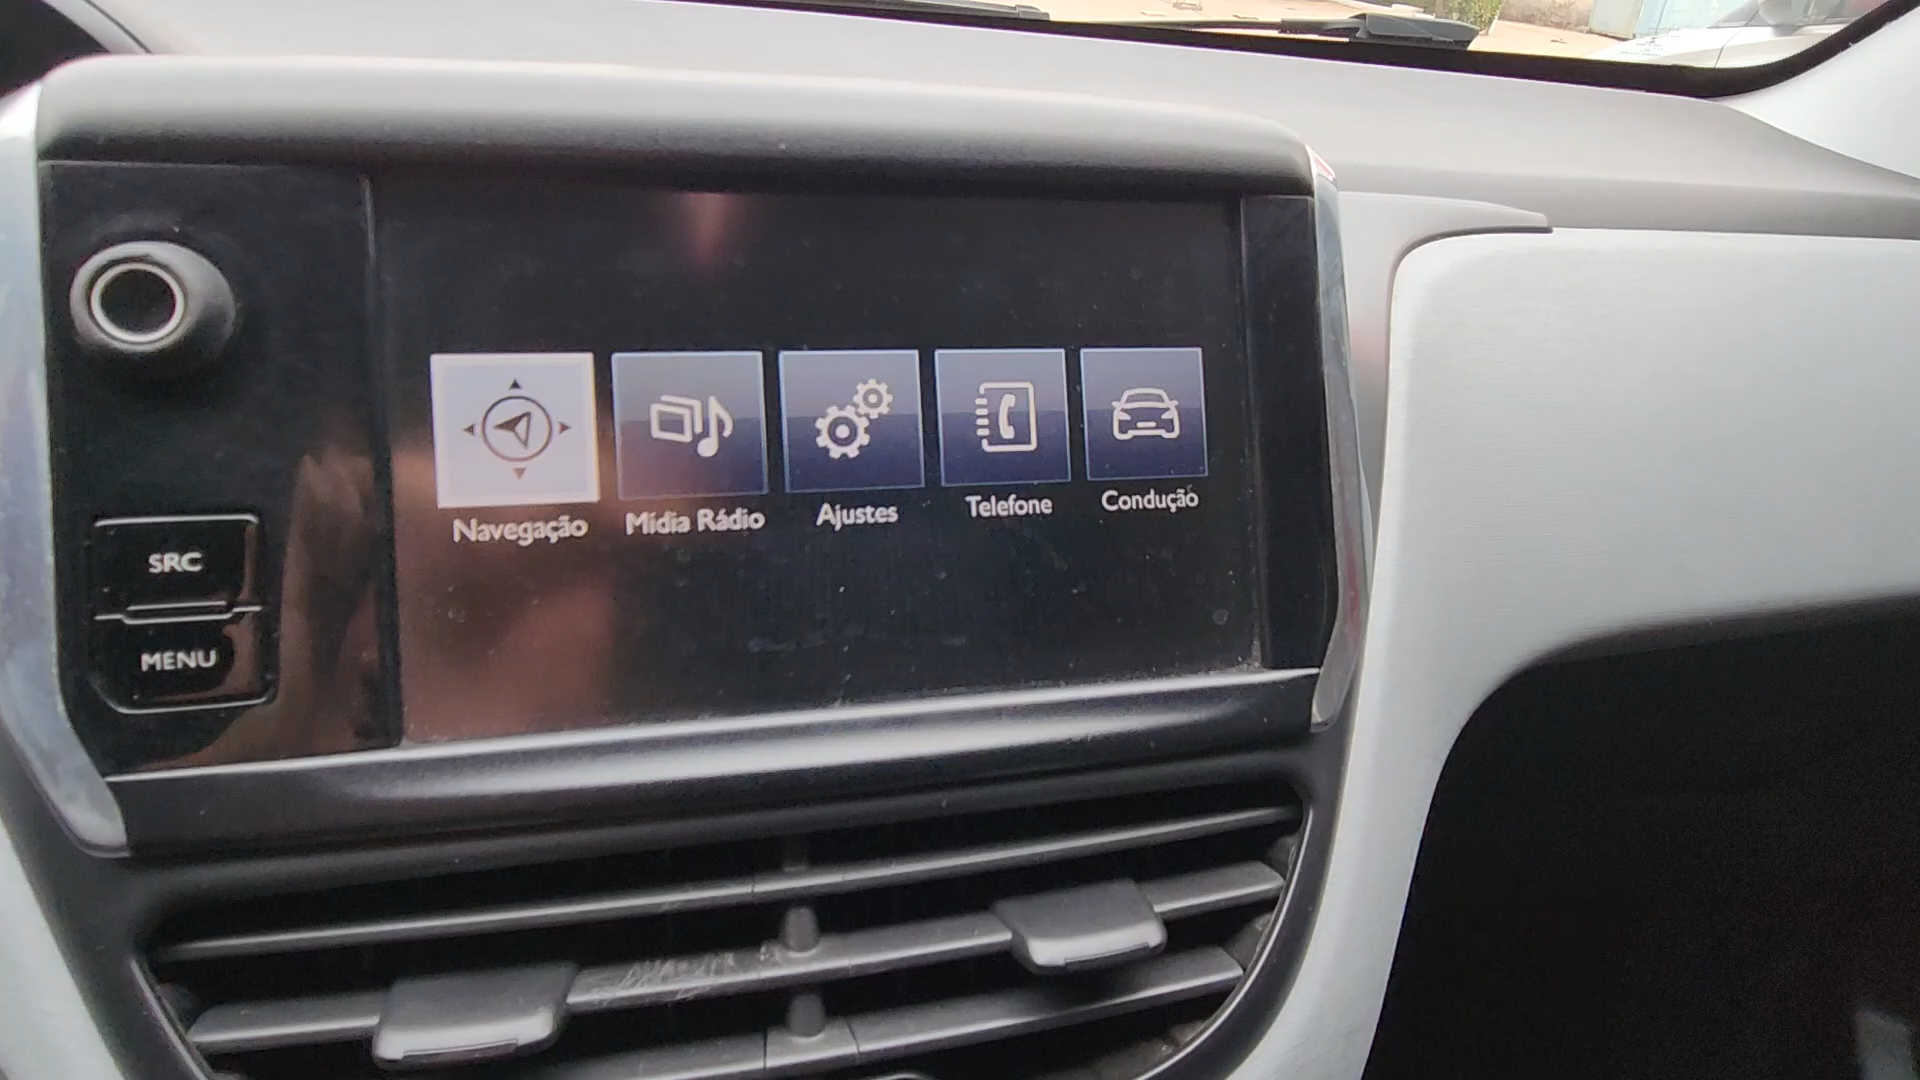 Navegação
Mídia Rádio
Ajustes
Telefone
Condução
SRC
MENU